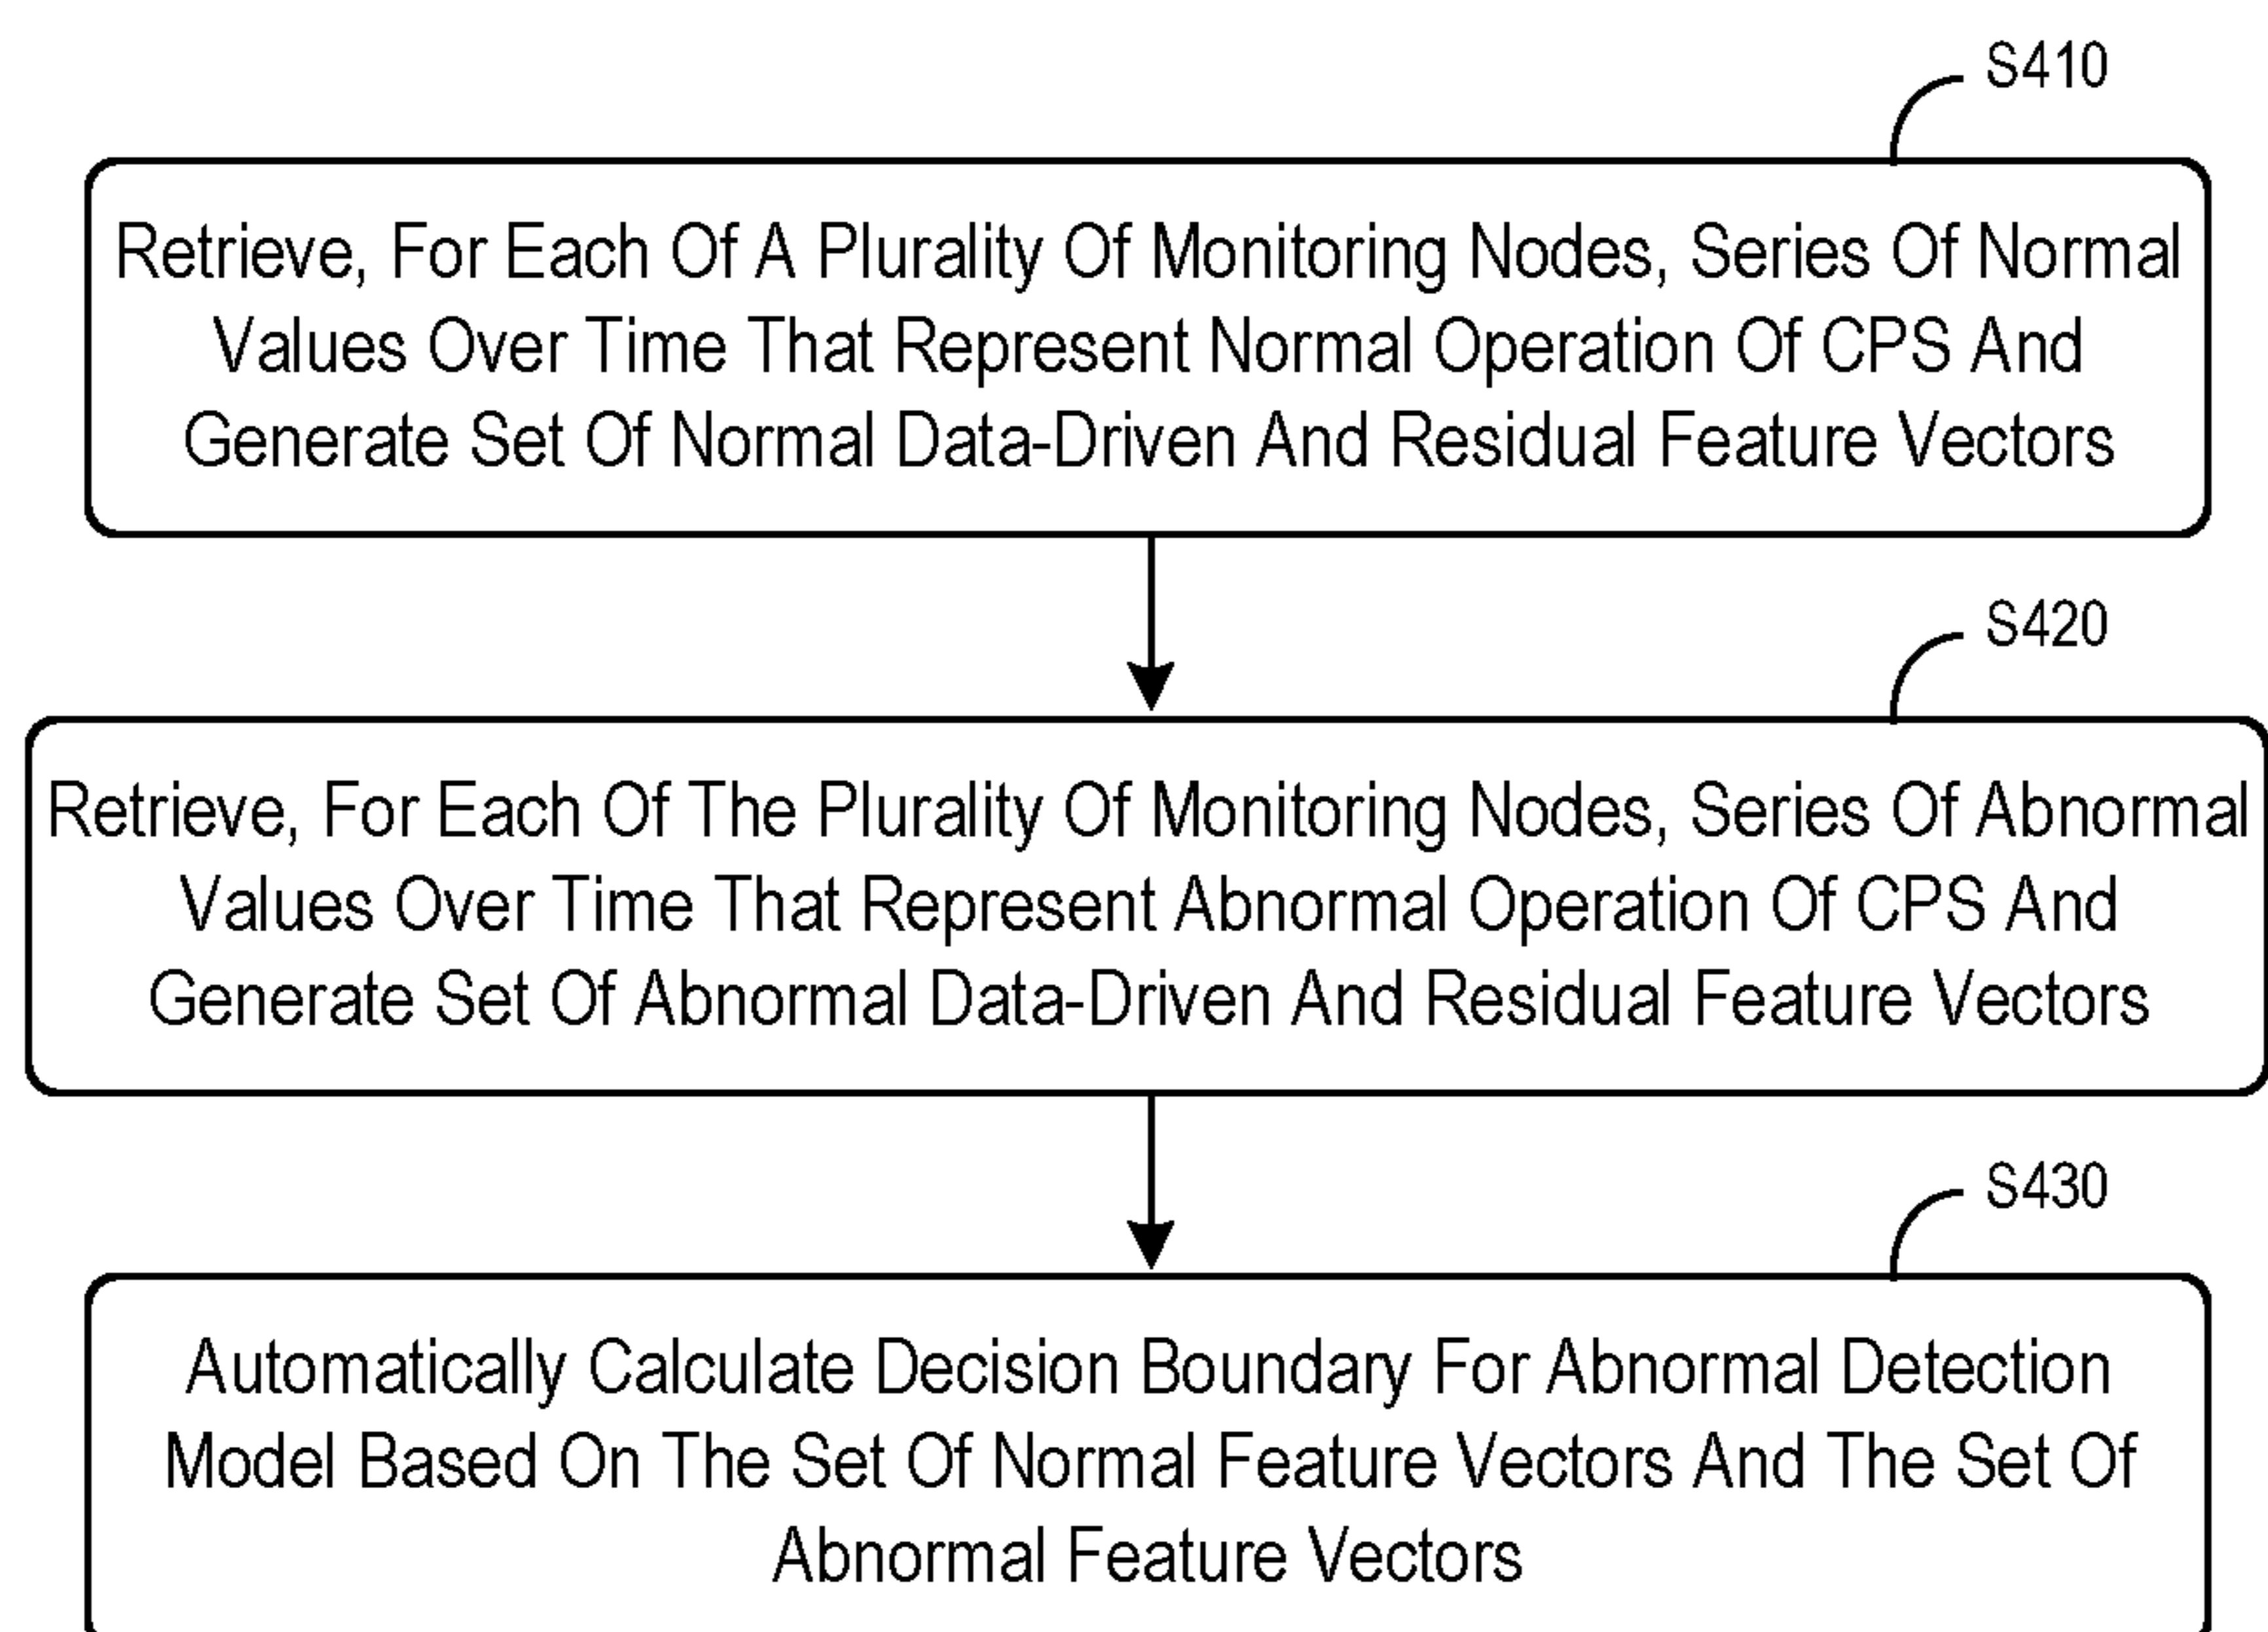 S410
Retrieve, For Each Of A Plurality Of Monitoring Nodes, Series Of Normal
Values Over Time That Represent Normal Operation Of CPS And
Generate Set Of Normal Data-Driven And Residual Feature Vectors
S420
Retrieve, For Each Of The Plurality Of Monitoring Nodes, Series Of Abnormal
Values Over Time That Represent Abnormal Operation Of CPS And
Generate Set Of Abnormal Data-Driven And Residual Feature Vectors
S430
Automatically Calculate Decision Boundary For Abnormal Detection
Model Based On The Set Of Normal Feature Vectors And The Set Of
Abnormal Feature Vectors